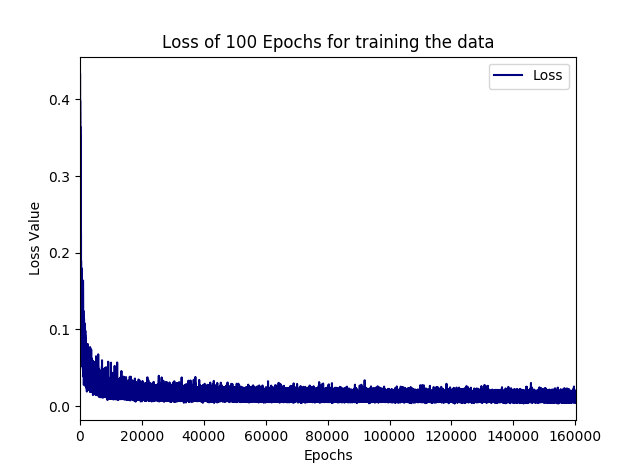 Loss of 100 Epochs for training the data
Loss
0.4
0.3
0.2
0.1
0.0
Loss Value
0 20000 40000 60000 80000 100000 120000 140000 160000
Epochs